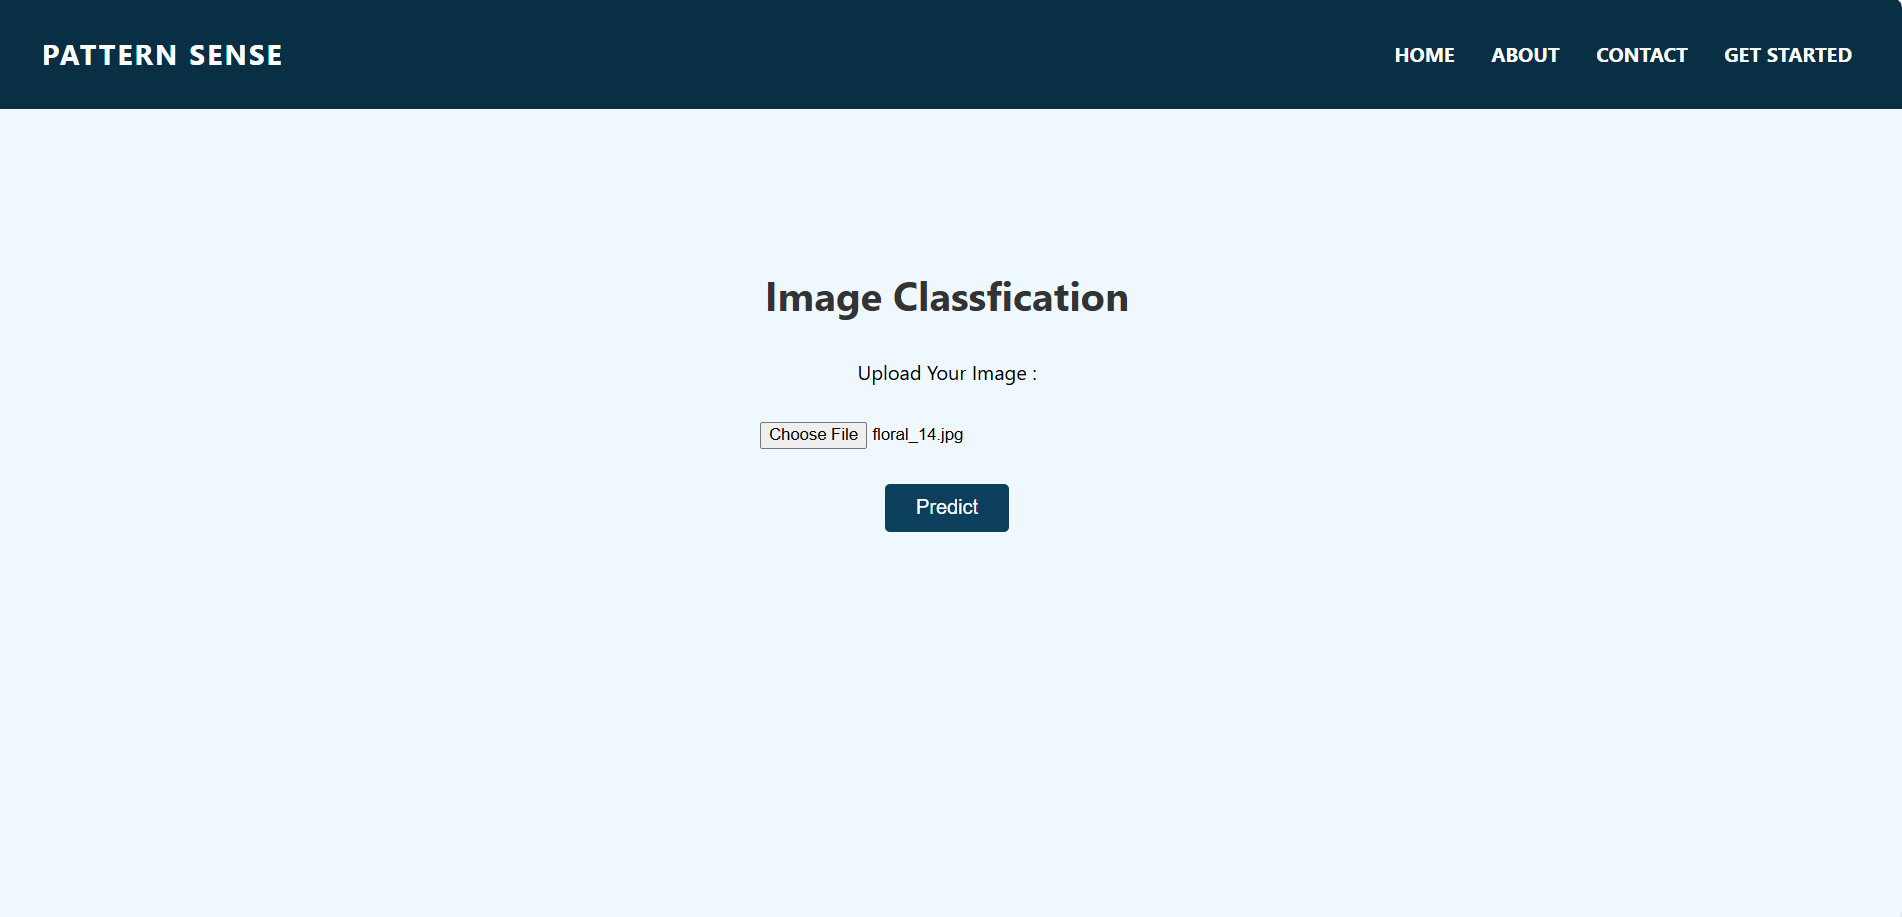 PATTERN SENSE
HOME ABOUT CONTACT GET STARTED
Image Classfication
Upload Your Image :
Choose File floral_14.jpg
Predict